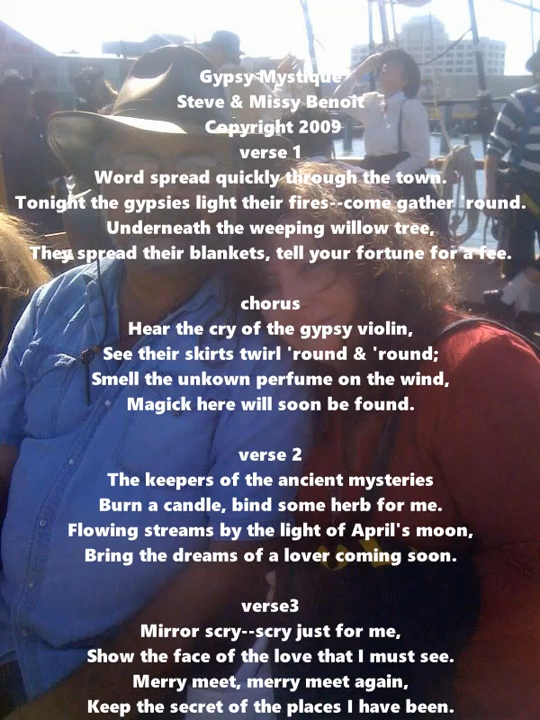 Gypsy Mystique
Steve & Missy Benoit
Copyright 2009
verse 1
Word spread quickly through the town.
Tonight the gypsies light their fires--come gather 'round.
Underneath the weeping willow tree,
They spread their blankets, tell your fortune for a fee.
chorus
Hear the cry of the gypsy violin,
See their skirts twirl 'round & 'round;
Smell the unkown perfume on the wind,
Magick here will soon be found.
verse 2
The keepers of the ancient mysteries
Burn a candle, bind some herb for me.
Flowing streams by the light of April's moon,
Bring the dreams of a lover coming soon.
verse3
Mirror scry--scry just for me,
Show the face of the love that I must see.
Merry meet, merry meet again,
Keep the secret of the places I have been.